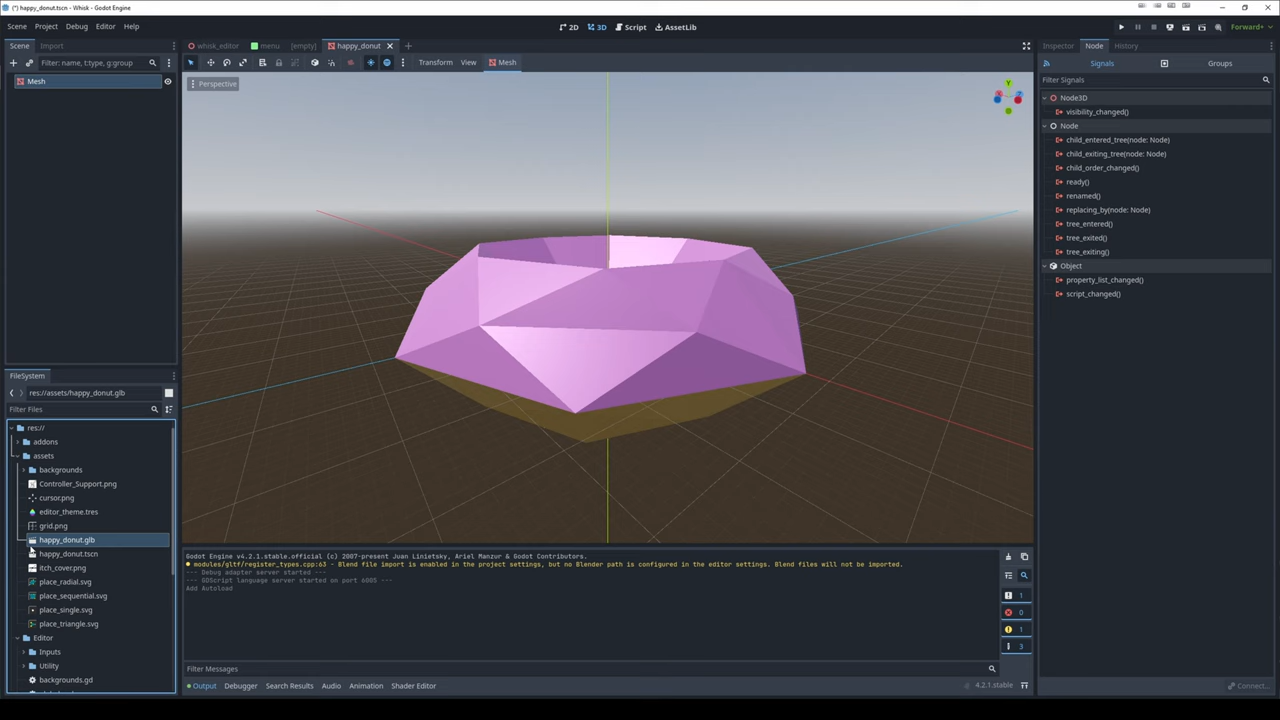 (*) happy_donut.tscn - Whisk - Godot Engine
Scene Project Debug Editor Help
2D 3D Script AssetLib
Forward+
Scene Import
whisk_editor menu [empty] happy_donut
Inspector Node History
Filter: name, t:type, g:group
Transform View Mesh
Signals Groups
Mesh
Perspective
Y
Filter Signals
Node3D
visibility_changed()
Node
child_entered_tree(node: Node)
child_exiting_tree(node: Node)
child_order_changed()
ready()
renamed()
replacing_by(node: Node)
tree_entered()
tree_exited()
tree_exiting()
Object
property_list_changed()
script_changed()
FileSystem
res://assets/happy_donut.glb
Filter Files
res://
addons
assets
backgrounds
Controller_Support.png
cursor.png
editor_theme.tres
grid.png
happy_donut.glb
happy_donut.tscn
itch_cover.png
place_radial.svg
place_sequential.svg
place_single.svg
place_triangle.svg
Editor
Inputs
Utility
backgrounds.gd
Godot Engine v4.2.1.stable.official (c) 2007-present Juan Linietsky, Ariel Manzur & Godot Contributors.
modules/gltf/register_types.cpp:63 - Blend file import is enabled in the project settings, but no Blender path is configured in the editor settings. Blend files will not be imported.
--- Debug adapter server started ---
--- GDScript language server started on port 6005 ---
Add Autoload
1
0
1
3
Filter Messages
Output Debugger Search Results Audio Animation Shader Editor
4.2.1.stable
Connect...